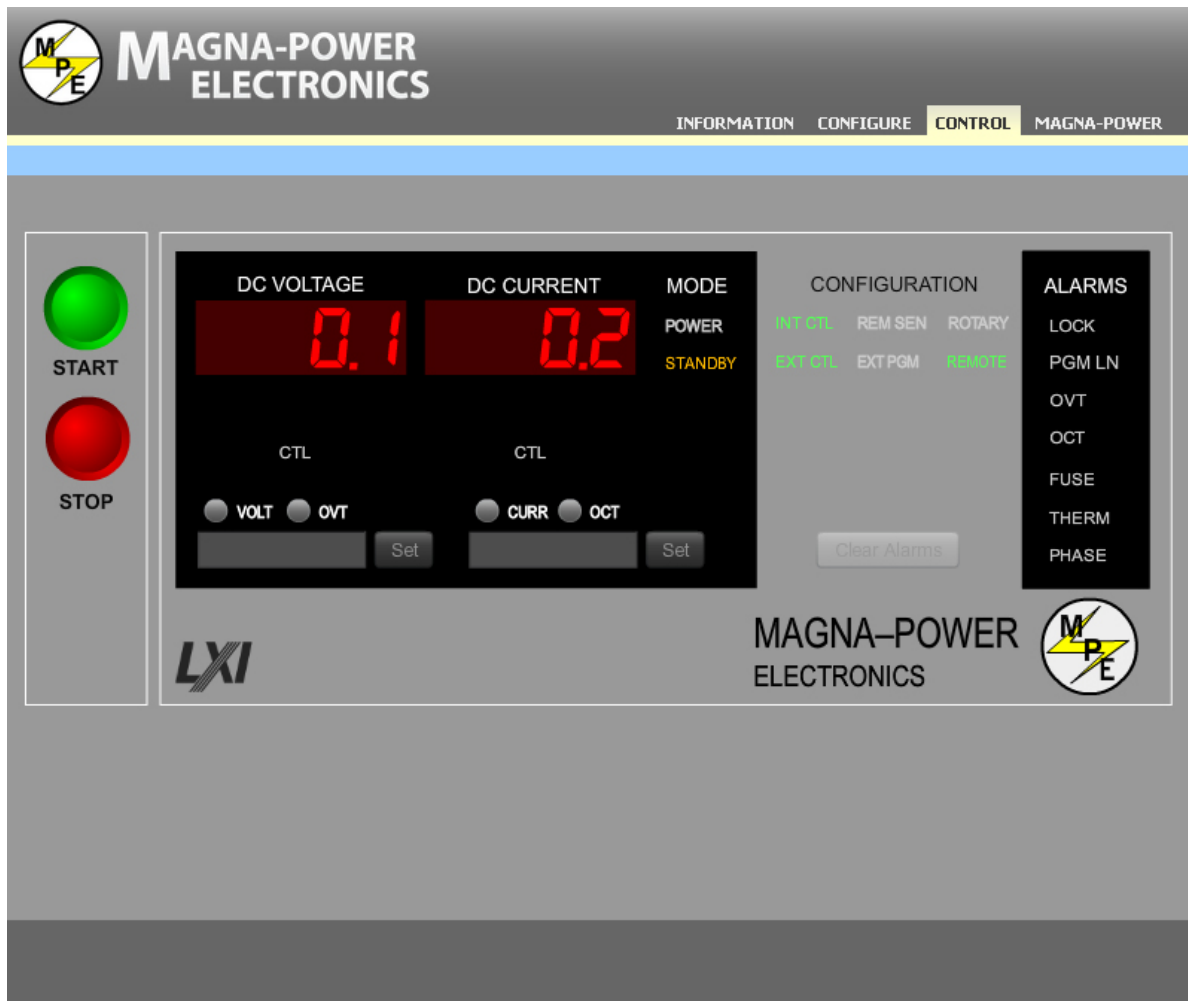 MPE
MAGNA-POWER
ELECTRONICS
INFORMATION CONFIGURE CONTROL MAGNA-POWER
START
STOP
DC VOLTAGE DC CURRENT MODE
0.1 0.2 POWER
STANDBY
CTL CTL
VOLT OVT CURR OCT
Set Set
CONFIGURATION
INT CTL REM SEN ROTARY
EXT CTL EXT PGM REMOTE
Clear Alarms
ALARMS
LOCK
PGM LN
OVT
OCT
FUSE
THERM
PHASE
LXI
MAGNA–POWER
ELECTRONICS
MPE